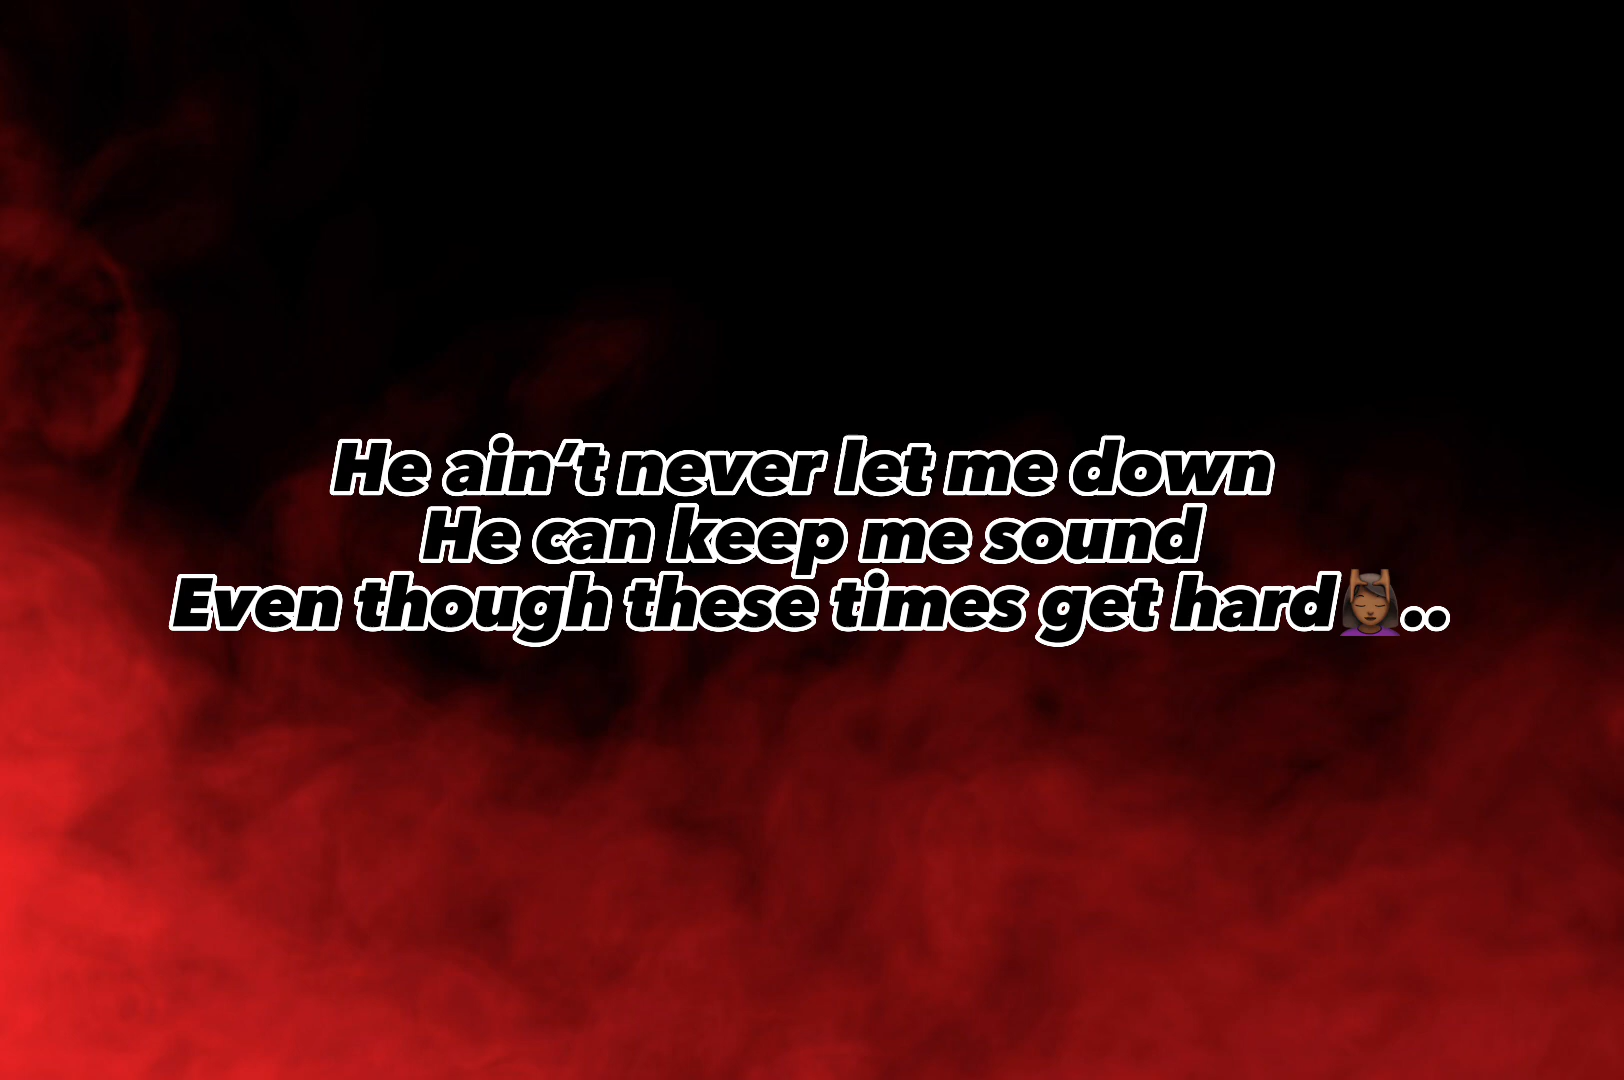 He ain’t never let me down
He can keep me sound
Even though these times get hard💆🏾‍♀️..